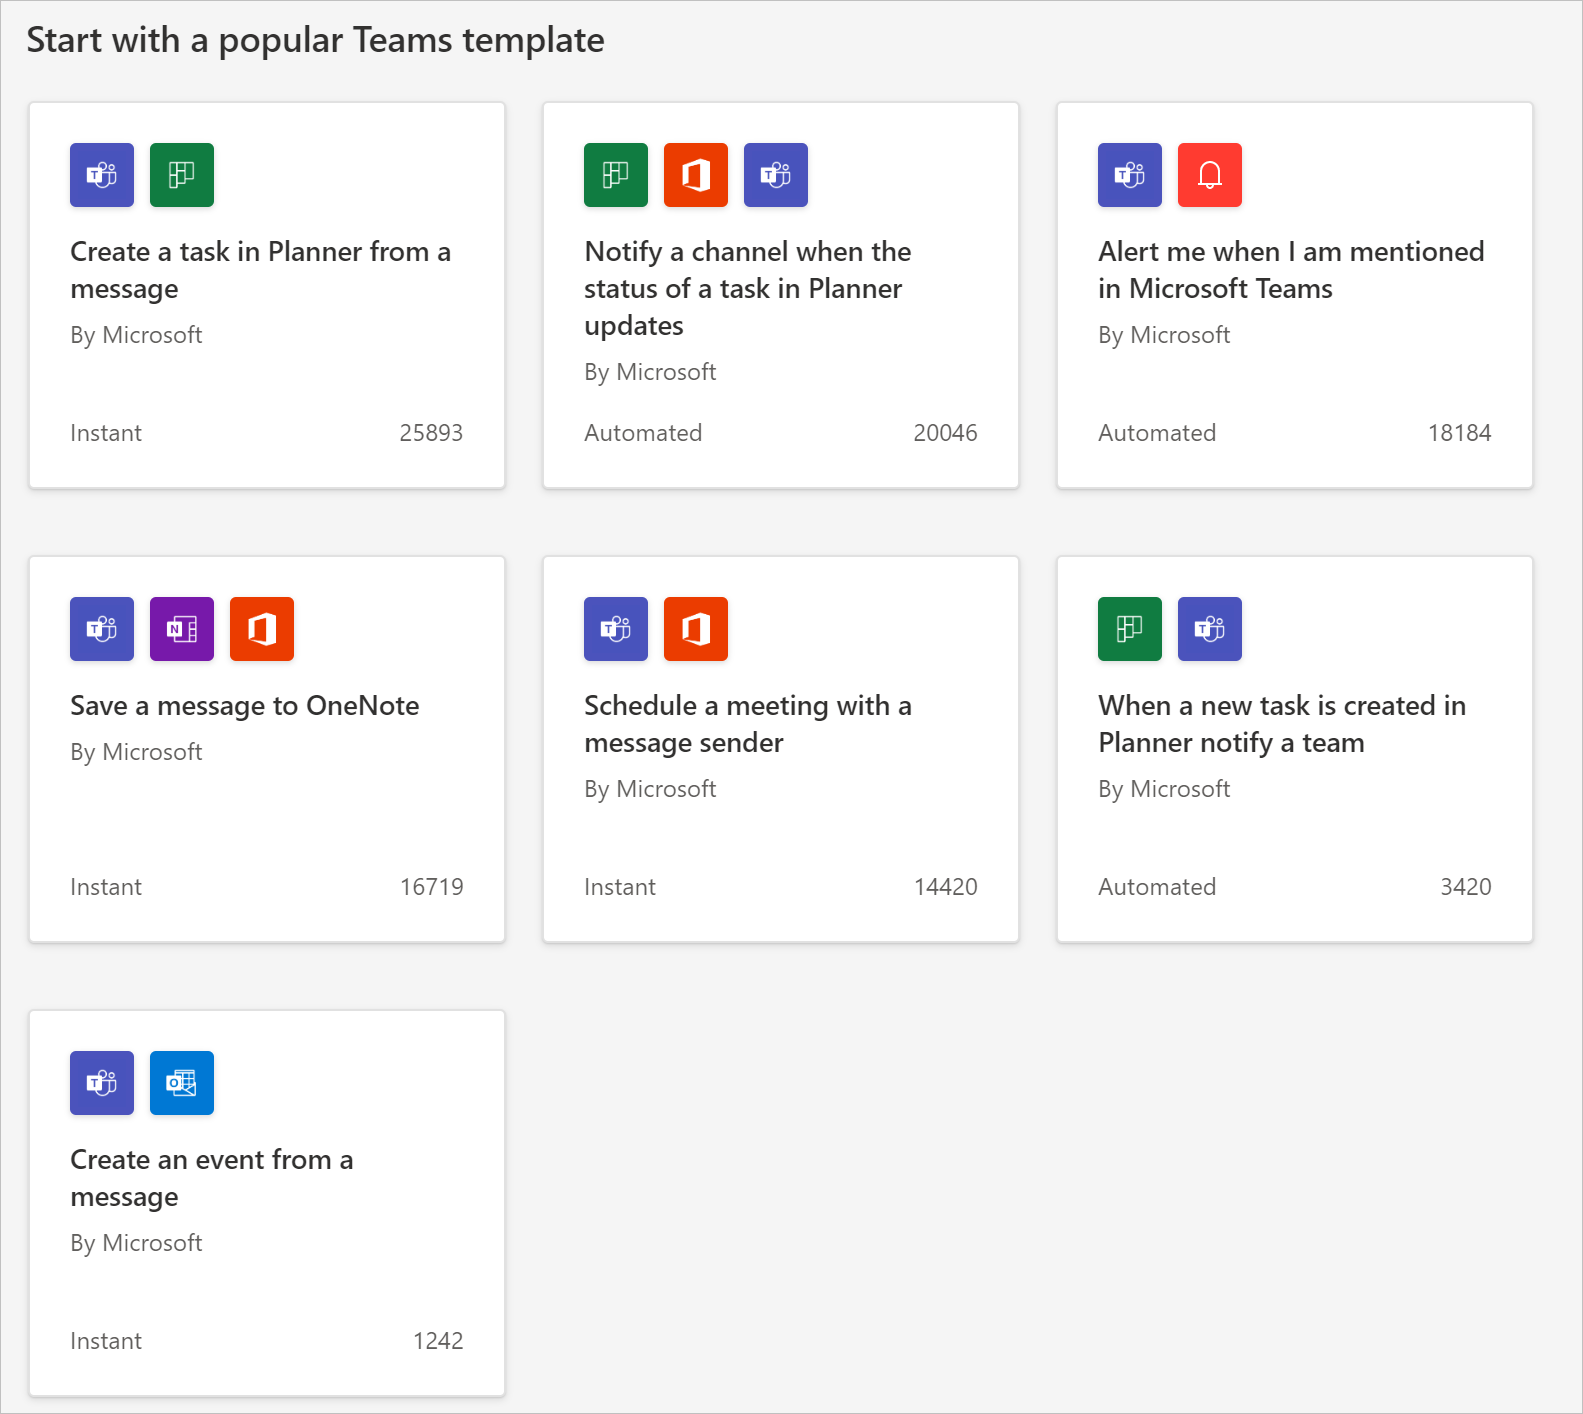 Start with a popular Teams template
Create a task in Planner from a
message
By Microsoft
Instant 25893
Notify a channel when the
status of a task in Planner
updates
By Microsoft
Automated 20046
Alert me when I am mentioned
in Microsoft Teams
By Microsoft
Automated 18184
Save a message to OneNote
By Microsoft
Instant 16719
Schedule a meeting with a
message sender
By Microsoft
Instant 14420
When a new task is created in
Planner notify a team
By Microsoft
Automated 3420
Create an event from a
message
By Microsoft
Instant 1242